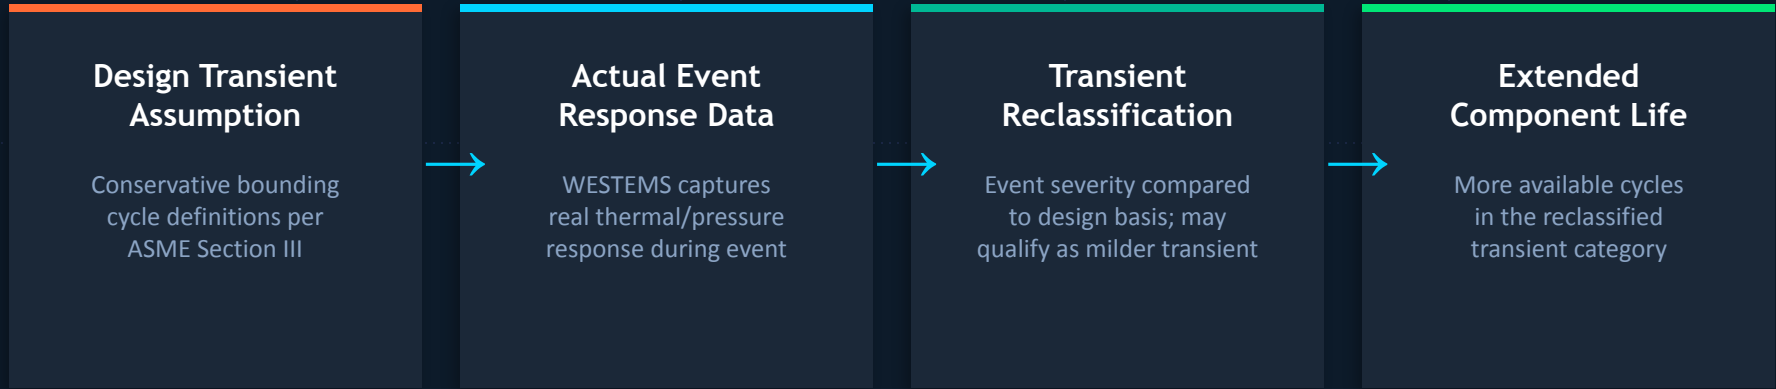 Design Transient
Assumption
Conservative bounding
cycle definitions per
ASME Section III
→
Actual Event
Response Data
WESTEMS captures
real thermal/pressure
response during event
→
Transient
Reclassification
Event severity compared
to design basis; may
qualify as milder transient
→
Extended
Component Life
More available cycles
in the reclassified
transient category